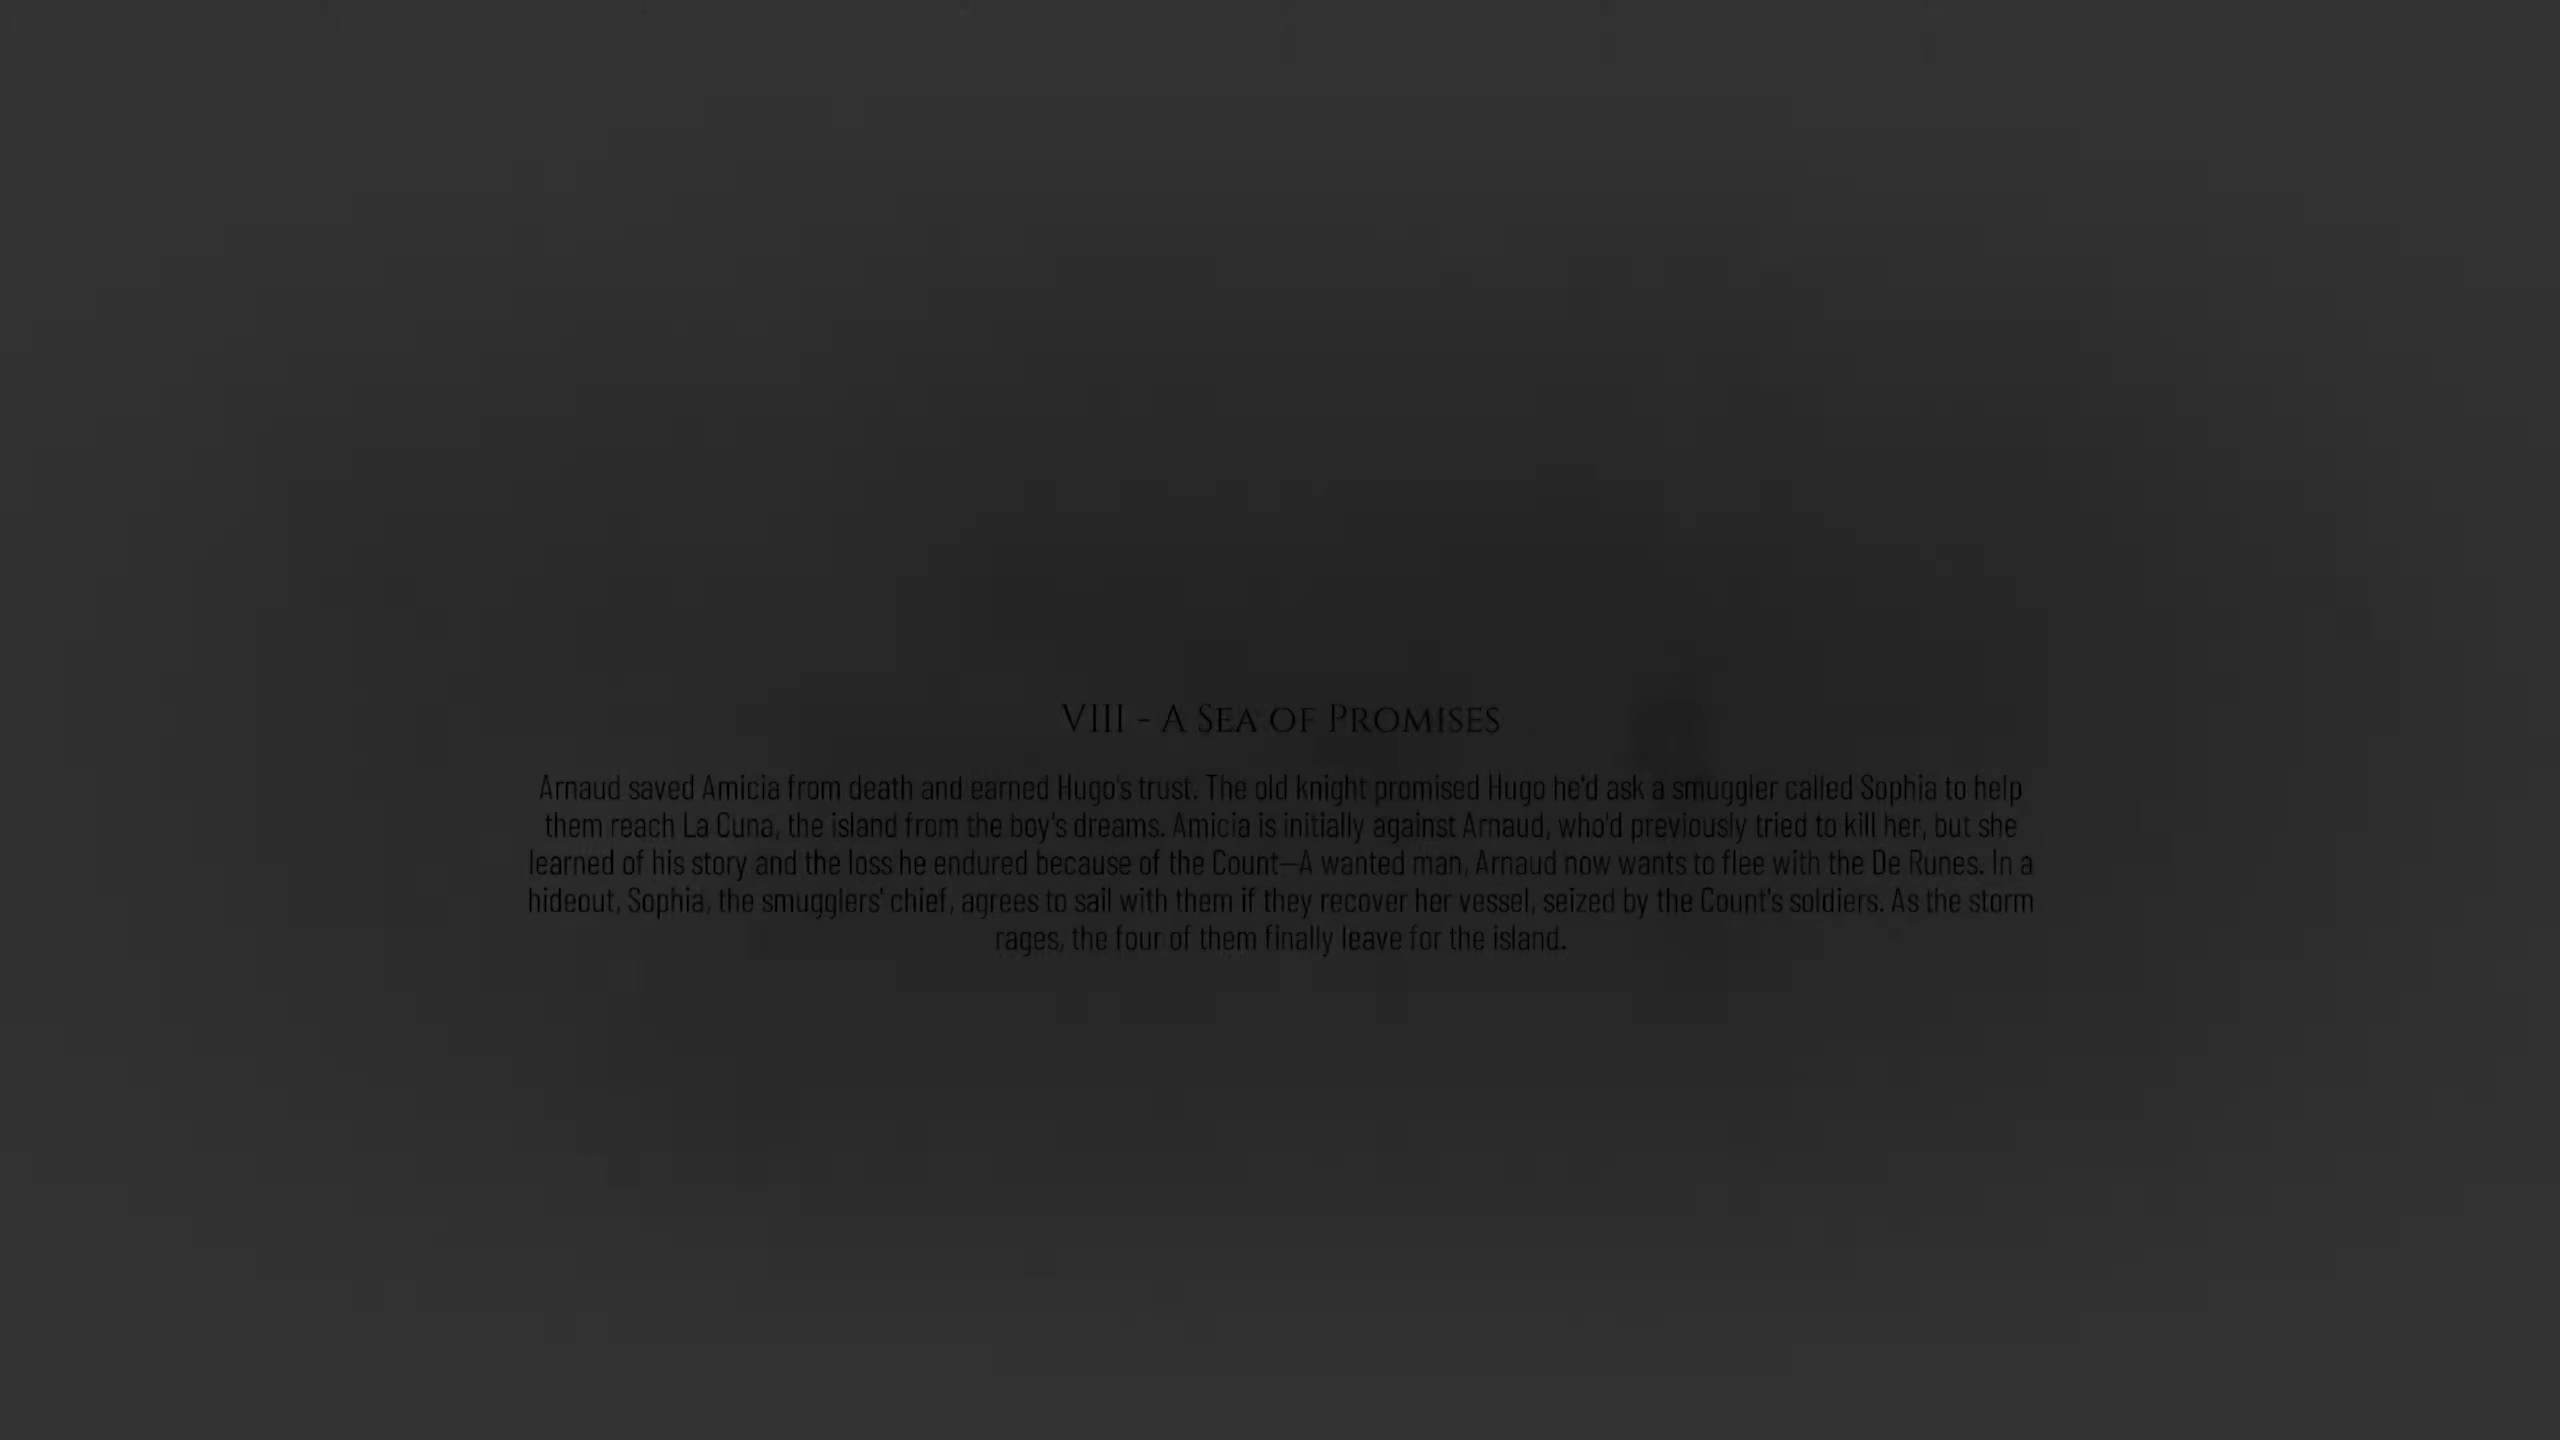 VIII - A Sea of Promises
Arnaud saved Amicia from death and earned Hugo's trust. The old knight promised Hugo he'd ask a smuggler called Sophia to help
them reach La Cuna, the island from the boy's dreams. Amicia is initially against Arnaud, who'd previously tried to kill her, but she
learned of his story and the loss he endured because of the Count—A wanted man, Arnaud now wants to flee with the De Runes. In a
hideout, Sophia, the smugglers' chief, agrees to sail with them if they recover her vessel, seized by the Count's soldiers. As the storm
rages, the four of them finally leave for the island.